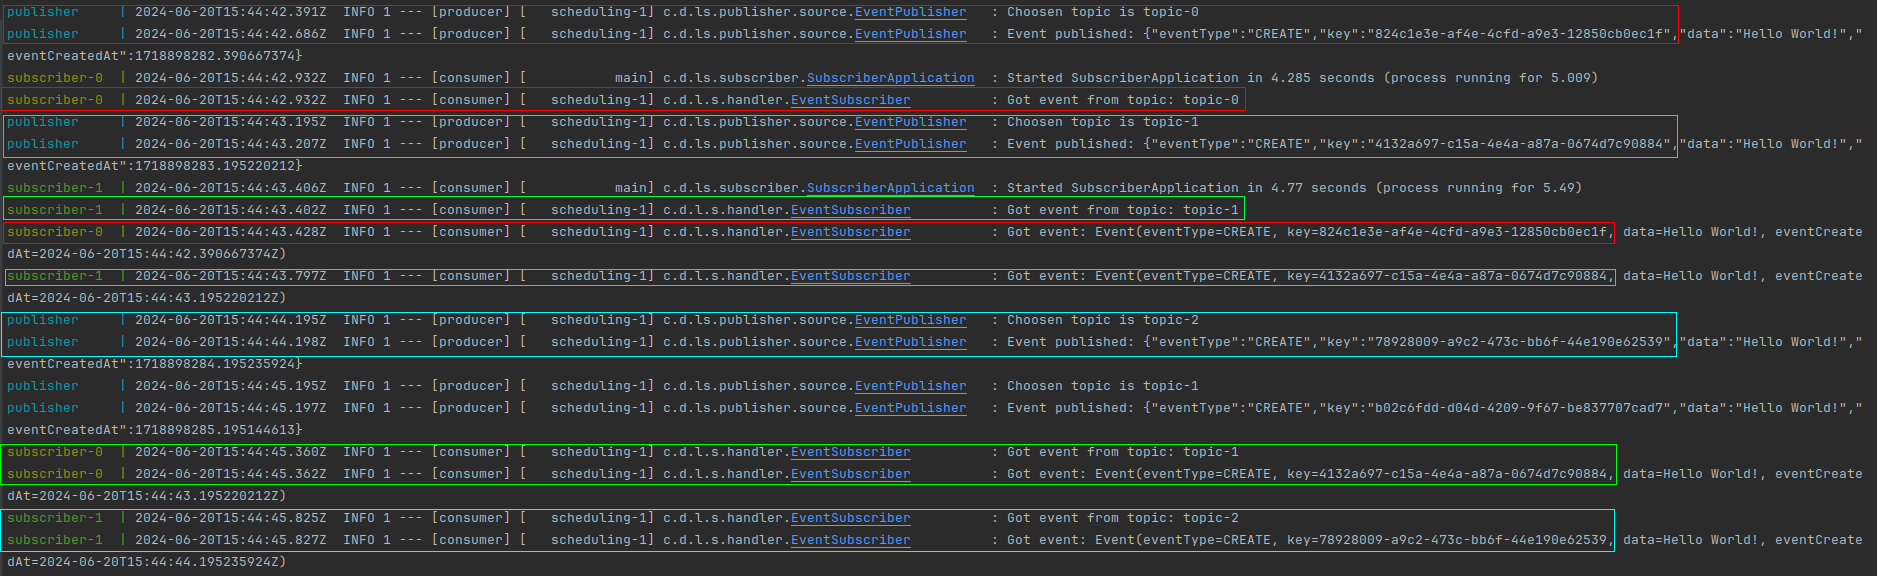 publisher     | 2024-06-20T15:44:42.391Z  INFO 1 --- [producer] [   scheduling-1] c.d.ls.publisher.source.EventPublisher   : Choosen topic is topic-0
publisher     | 2024-06-20T15:44:42.686Z  INFO 1 --- [producer] [   scheduling-1] c.d.ls.publisher.source.EventPublisher   : Event published: {"eventType":"CREATE","key":"824c1e3e-af4e-4cfd-a9e3-12850cb0ec1f","data":"Hello World!","
eventCreatedAt":1718898282.390667374}
subscriber-0  | 2024-06-20T15:44:42.932Z  INFO 1 --- [consumer] [           main] c.d.ls.subscriber.SubscriberApplication  : Started SubscriberApplication in 4.285 seconds (process running for 5.009)
subscriber-0  | 2024-06-20T15:44:42.932Z  INFO 1 --- [consumer] [   scheduling-1] c.d.l.s.handler.EventSubscriber          : Got event from topic: topic-0
publisher     | 2024-06-20T15:44:43.195Z  INFO 1 --- [producer] [   scheduling-1] c.d.ls.publisher.source.EventPublisher   : Choosen topic is topic-1
publisher     | 2024-06-20T15:44:43.207Z  INFO 1 --- [producer] [   scheduling-1] c.d.ls.publisher.source.EventPublisher   : Event published: {"eventType":"CREATE","key":"4132a697-c15a-4e4a-a87a-0674d7c90884","data":"Hello World!","
eventCreatedAt":1718898283.195220212}
subscriber-1  | 2024-06-20T15:44:43.406Z  INFO 1 --- [consumer] [           main] c.d.ls.subscriber.SubscriberApplication  : Started SubscriberApplication in 4.77 seconds (process running for 5.49)
subscriber-1  | 2024-06-20T15:44:43.402Z  INFO 1 --- [consumer] [   scheduling-1] c.d.l.s.handler.EventSubscriber          : Got event from topic: topic-1
subscriber-0  | 2024-06-20T15:44:43.428Z  INFO 1 --- [consumer] [   scheduling-1] c.d.l.s.handler.EventSubscriber          : Got event: Event(eventType=CREATE, key=824c1e3e-af4e-4cfd-a9e3-12850cb0ec1f, data=Hello World!, eventCreate
dAt=2024-06-20T15:44:42.390667374Z)
subscriber-1  | 2024-06-20T15:44:43.797Z  INFO 1 --- [consumer] [   scheduling-1] c.d.l.s.handler.EventSubscriber          : Got event: Event(eventType=CREATE, key=4132a697-c15a-4e4a-a87a-0674d7c90884, data=Hello World!, eventCreate
dAt=2024-06-20T15:44:43.195220212Z)
publisher     | 2024-06-20T15:44:44.195Z  INFO 1 --- [producer] [   scheduling-1] c.d.ls.publisher.source.EventPublisher   : Choosen topic is topic-2
publisher     | 2024-06-20T15:44:44.198Z  INFO 1 --- [producer] [   scheduling-1] c.d.ls.publisher.source.EventPublisher   : Event published: {"eventType":"CREATE","key":"78928009-a9c2-473c-bb6f-44e190e62539","data":"Hello World!","
eventCreatedAt":1718898284.195235924}
publisher     | 2024-06-20T15:44:45.195Z  INFO 1 --- [producer] [   scheduling-1] c.d.ls.publisher.source.EventPublisher   : Choosen topic is topic-1
publisher     | 2024-06-20T15:44:45.197Z  INFO 1 --- [producer] [   scheduling-1] c.d.ls.publisher.source.EventPublisher   : Event published: {"eventType":"CREATE","key":"b02c6fdd-d04d-4209-9f67-be837707cad7","data":"Hello World!","
eventCreatedAt":1718898285.195144613}
subscriber-0  | 2024-06-20T15:44:45.360Z  INFO 1 --- [consumer] [   scheduling-1] c.d.l.s.handler.EventSubscriber          : Got event from topic: topic-1
subscriber-0  | 2024-06-20T15:44:45.362Z  INFO 1 --- [consumer] [   scheduling-1] c.d.l.s.handler.EventSubscriber          : Got event: Event(eventType=CREATE, key=4132a697-c15a-4e4a-a87a-0674d7c90884, data=Hello World!, eventCreate
dAt=2024-06-20T15:44:43.195220212Z)
subscriber-1  | 2024-06-20T15:44:45.825Z  INFO 1 --- [consumer] [   scheduling-1] c.d.l.s.handler.EventSubscriber          : Got event from topic: topic-2
subscriber-1  | 2024-06-20T15:44:45.827Z  INFO 1 --- [consumer] [   scheduling-1] c.d.l.s.handler.EventSubscriber          : Got event: Event(eventType=CREATE, key=78928009-a9c2-473c-bb6f-44e190e62539, data=Hello World!, eventCreate
dAt=2024-06-20T15:44:44.195235924Z)